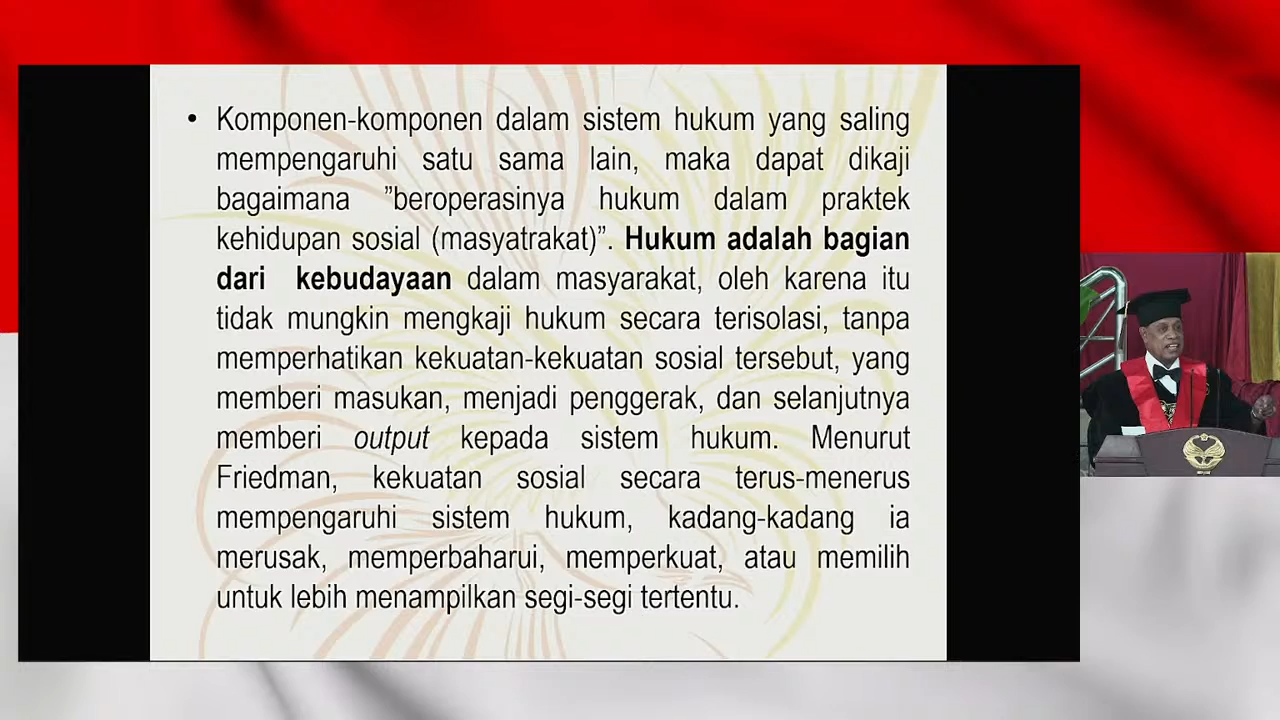 • Komponen-komponen dalam sistem hukum yang saling
mempengaruhi satu sama lain, maka dapat dikaji
bagaimana ”beroperasinya hukum dalam praktek
kehidupan sosial (masyatrakat)”. Hukum adalah bagian
dari kebudayaan dalam masyarakat, oleh karena itu
tidak mungkin mengkaji hukum secara terisolasi, tanpa
memperhatikan kekuatan-kekuatan sosial tersebut, yang
memberi masukan, menjadi penggerak, dan selanjutnya
memberi output kepada sistem hukum. Menurut
Friedman, kekuatan sosial secara terus-menerus
mempengaruhi sistem hukum, kadang-kadang ia
merusak, memperbaharui, memperkuat, atau memilih
untuk lebih menampilkan segi-segi tertentu.